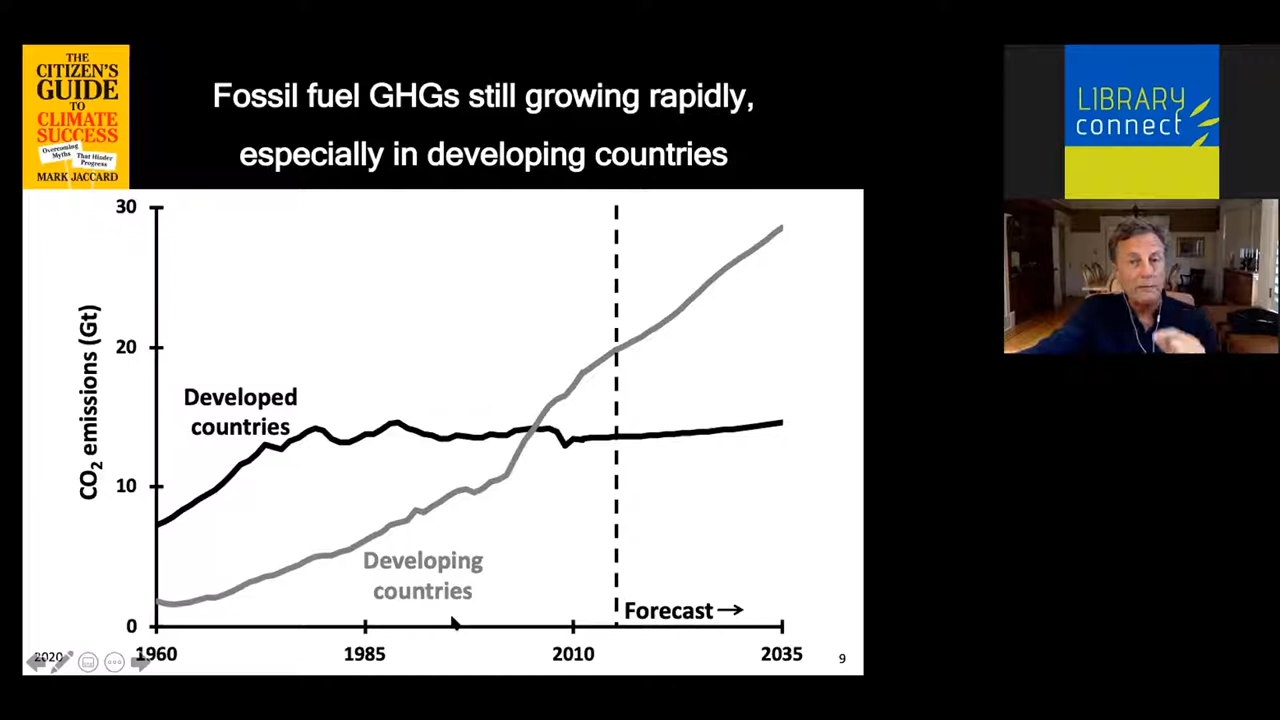 THE
CITIZEN'S
GUIDE
TO
CLIMATE
SUCCESS
Overcoming
Myths
That Hinder
Progress
MARK JACCARD
Fossil fuel GHGs still growing rapidly,
especially in developing countries
LIBRARY
connect
30
20
10
0
CO2 emissions (Gt)
Developed
countries
Developing
countries
Forecast →
1960
1985
2010
2035
2020
9